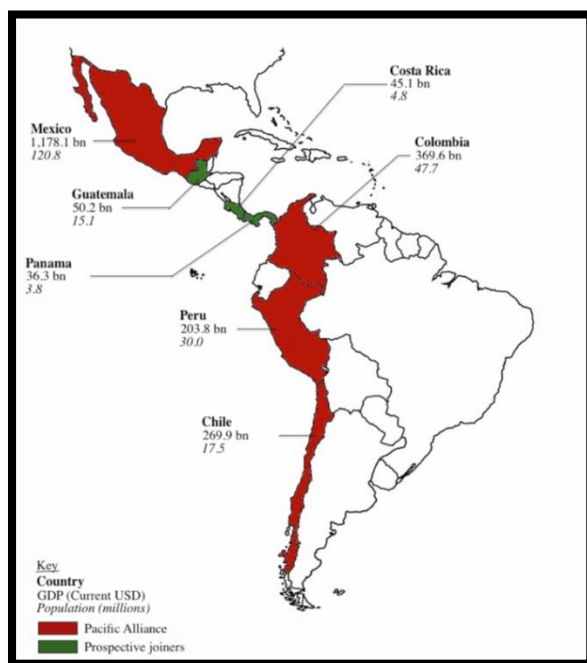 Costa Rica
45.1 bn
4.8
Mexico
1,178.1 bn
120.8
Colombia
369.6 bn
47.7
Guatemala
50.2 bn
15.1
Panama
36.3 bn
3.8
Peru
203.8 bn
30.0
Chile
269.9 bn
17.5
Key
Country
GDP (Current USD)
Population (millions)
Pacific Alliance
Prospective joiners